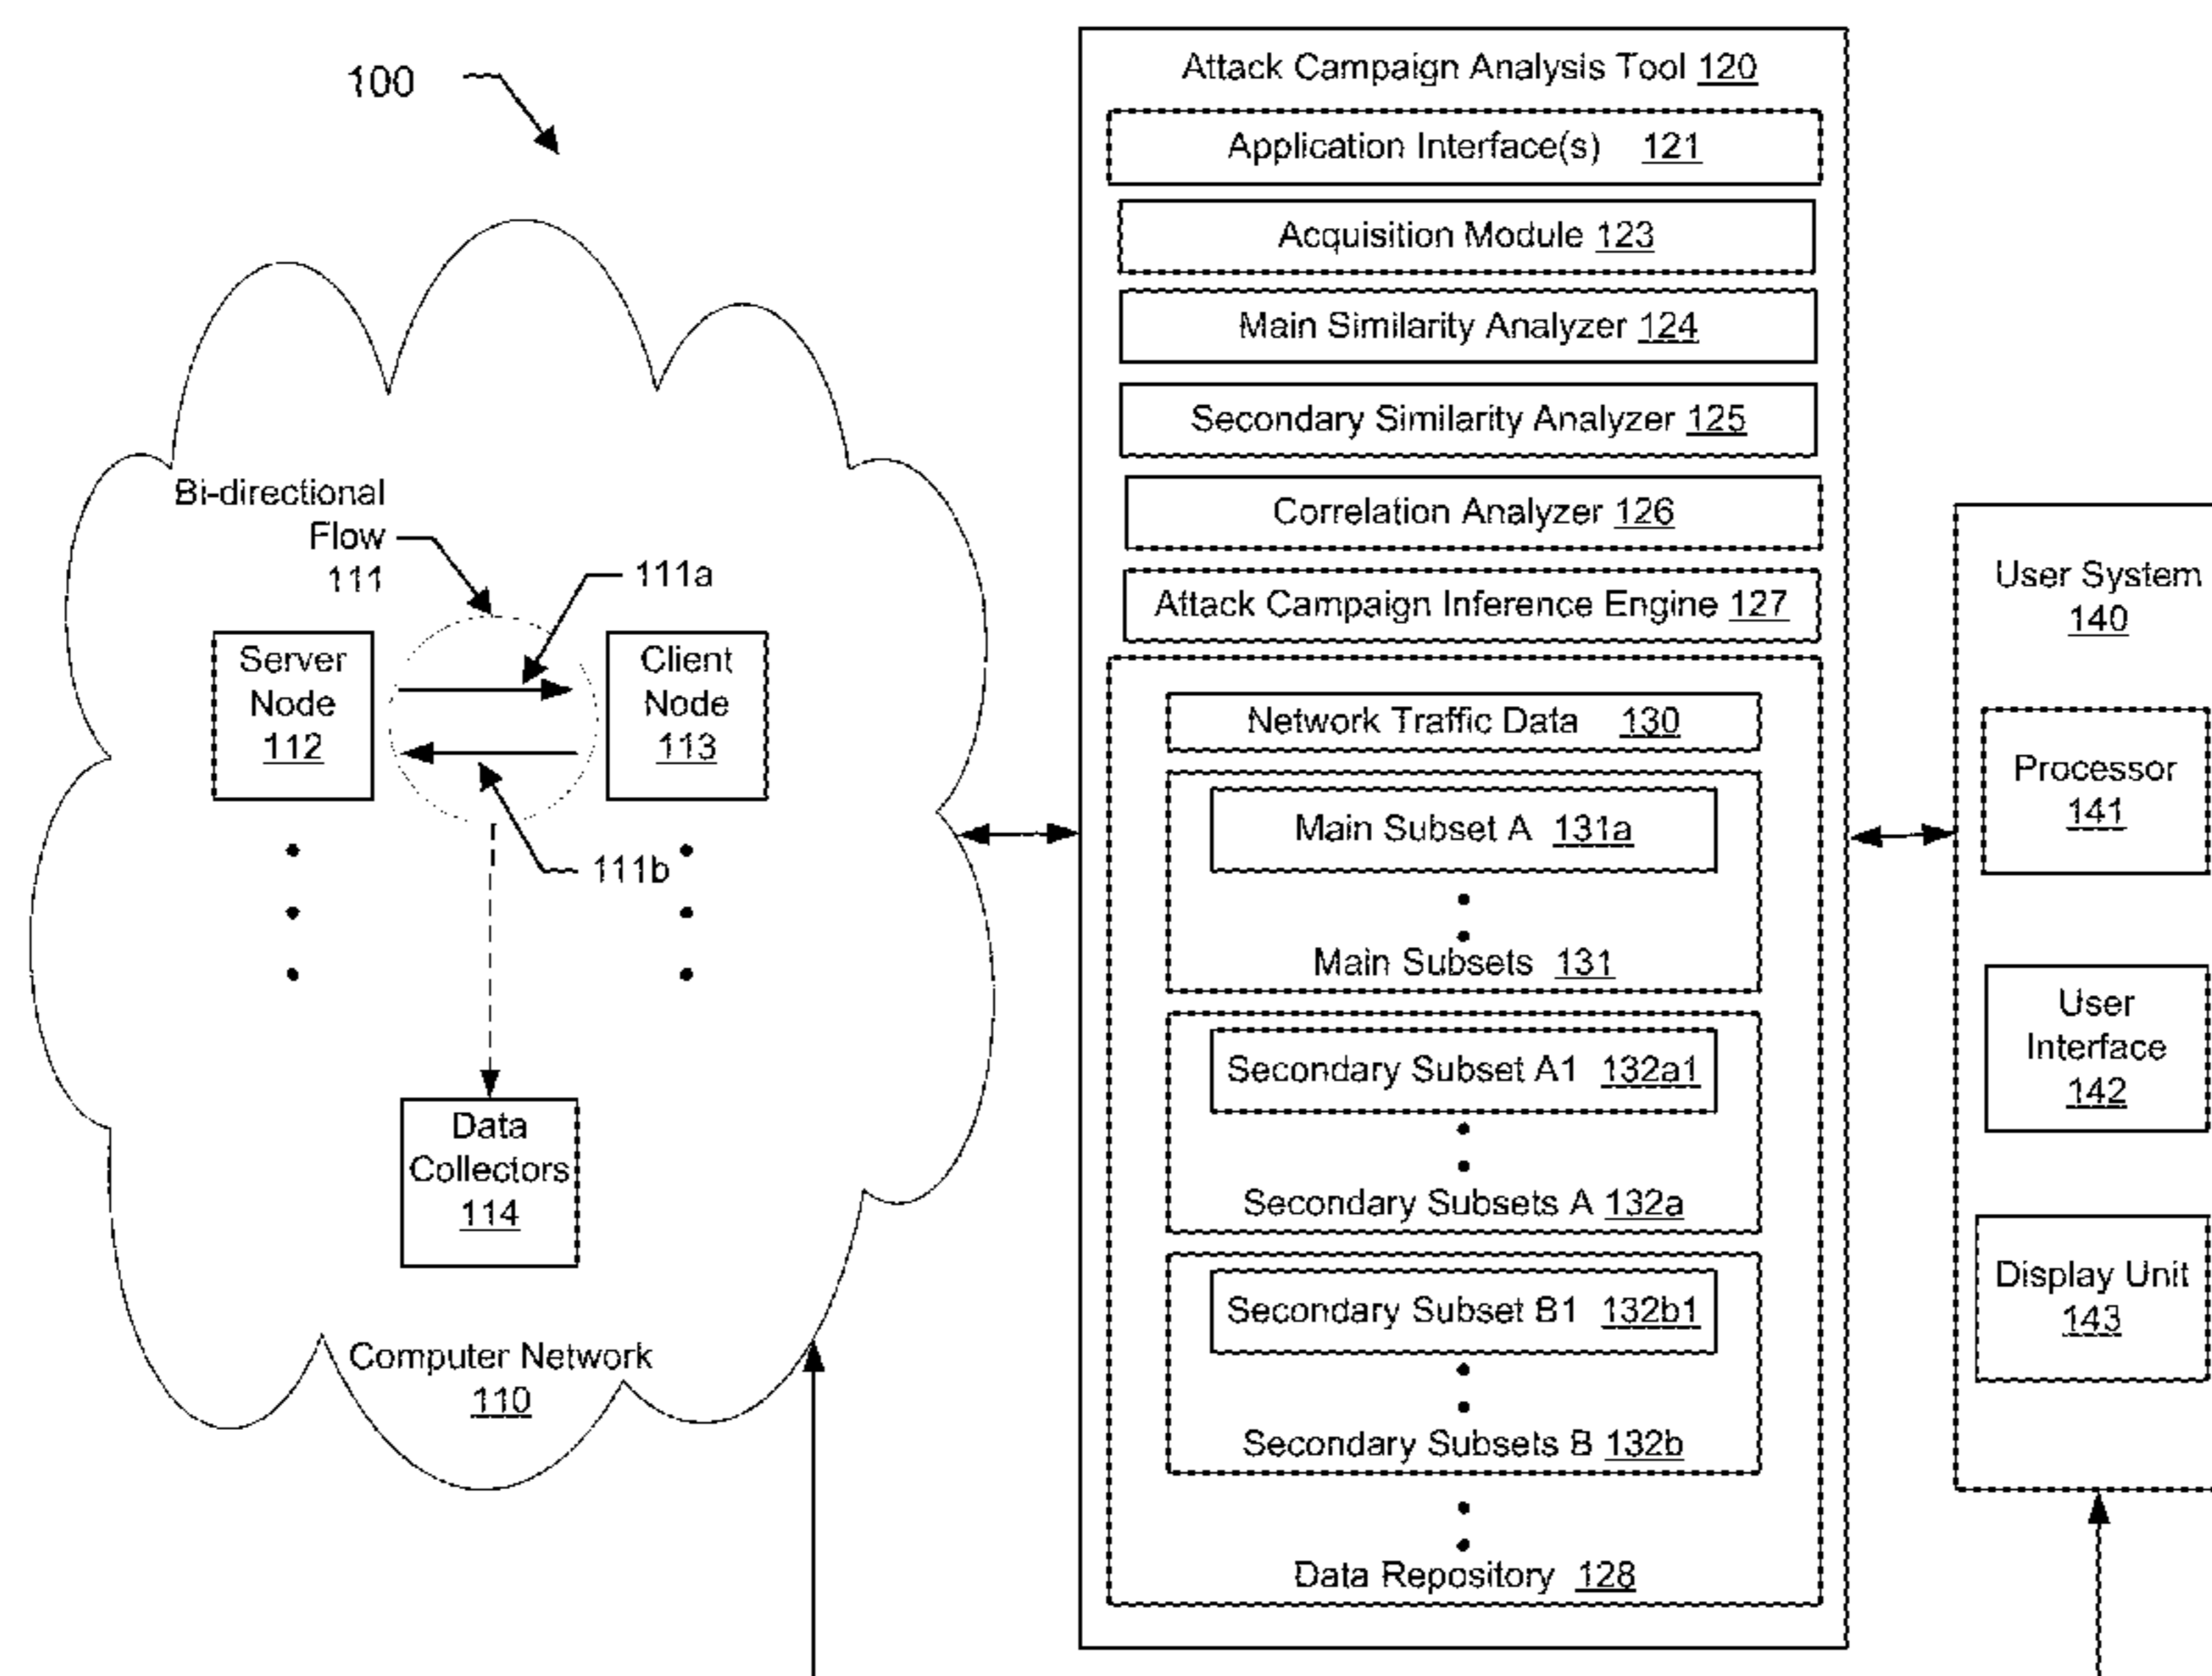 100
Bi-directional
Flow
111
111a
Server
Node
112
Client
Node
113
111b
Data
Collectors
114
Computer Network
110
Attack Campaign Analysis Tool 120
Application Interface(s) 121
Acquisition Module 123
Main Similarity Analyzer 124
Secondary Similarity Analyzer 125
Correlation Analyzer 126
Attack Campaign Inference Engine 127
Network Traffic Data 130
Main Subset A 131a
Main Subsets 131
Secondary Subset A1 132a1
Secondary Subsets A 132a
Secondary Subset B1 132b1
Secondary Subsets B 132b
Data Repository 128
User System
140
Processor
141
User
Interface
142
Display Unit
143